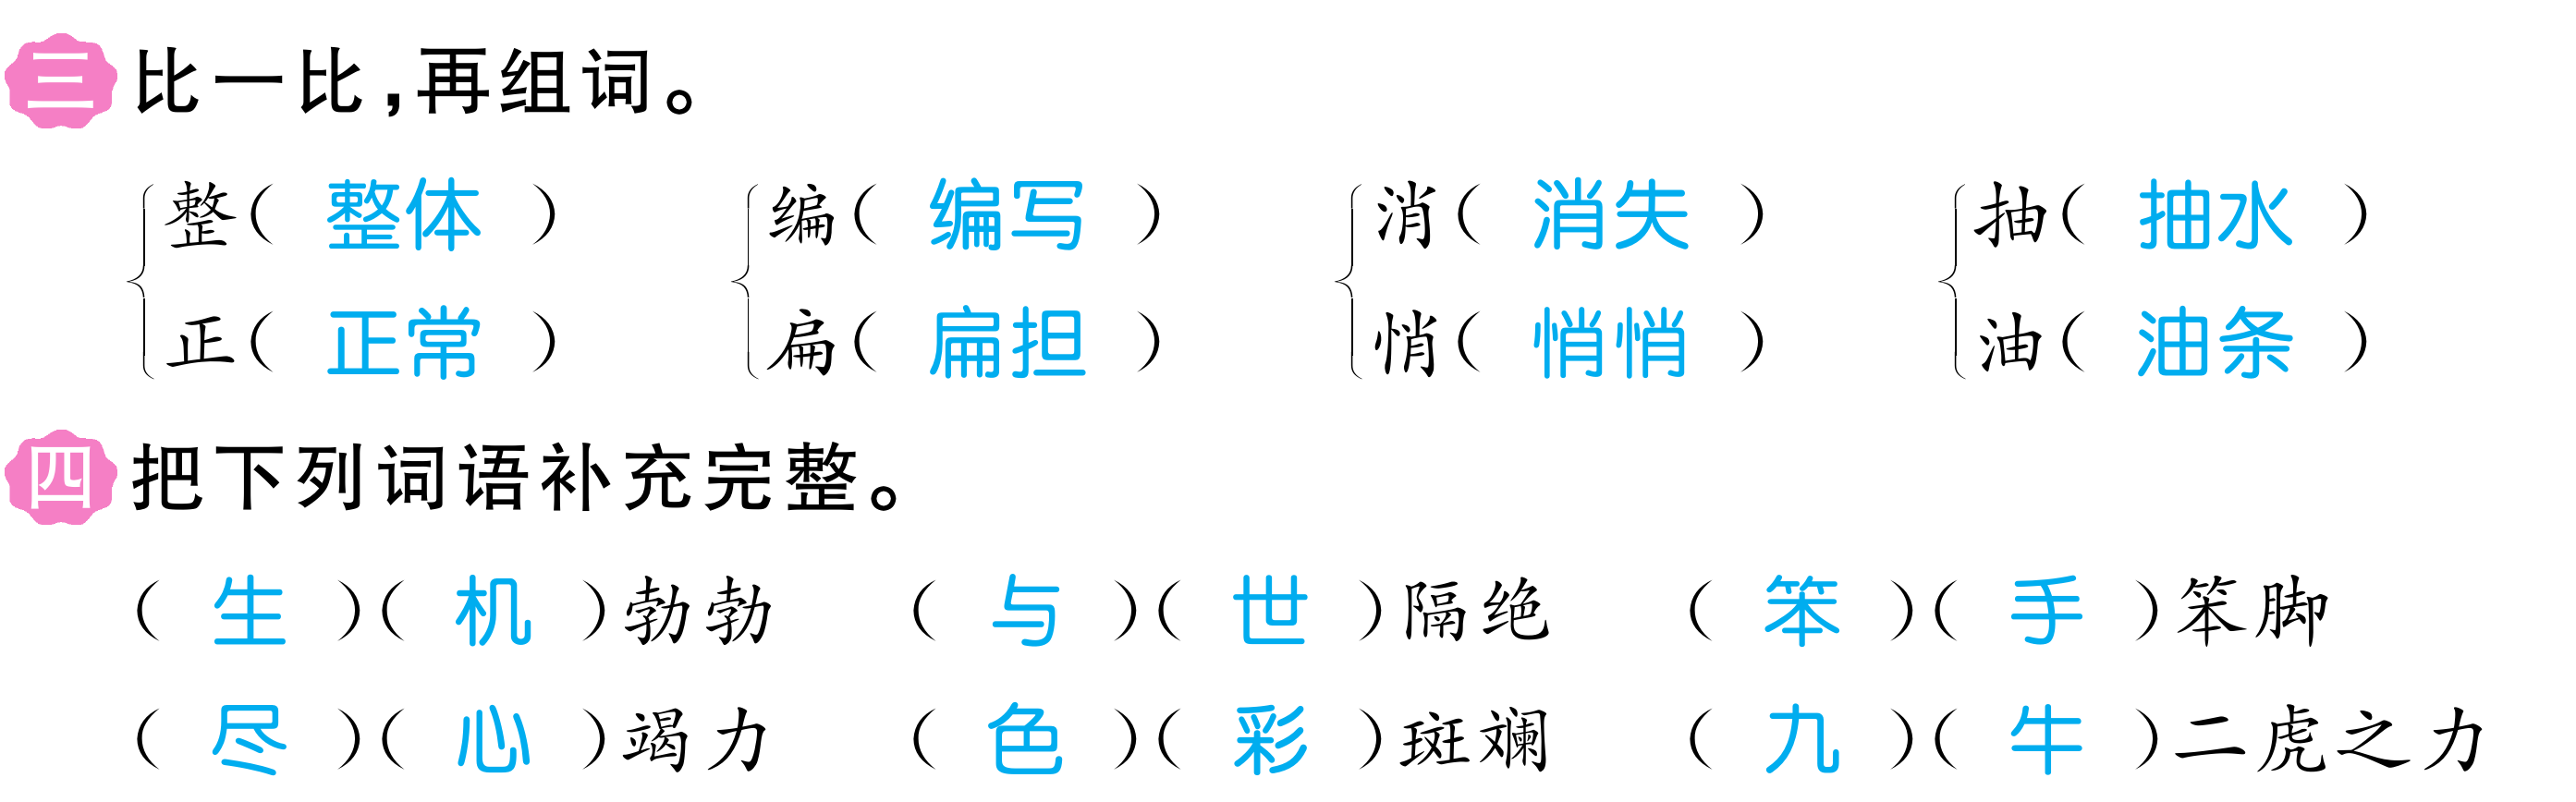 三 比一比,再组词。
整( 整体 ) 编( 编写 ) 消( 消失 ) 抽( 抽水 )
正( 正常 ) 扁( 扁担 ) 悄( 悄悄 ) 油( 油条 )
四 把下列词语补充完整。
( 生 )( 机 )勃勃 ( 与 )( 世 )隔绝 ( 笨 )( 手 )笨脚
( 尽 )( 心 )竭力 ( 色 )( 彩 )斑斓 ( 九 )( 牛 )二虎之力